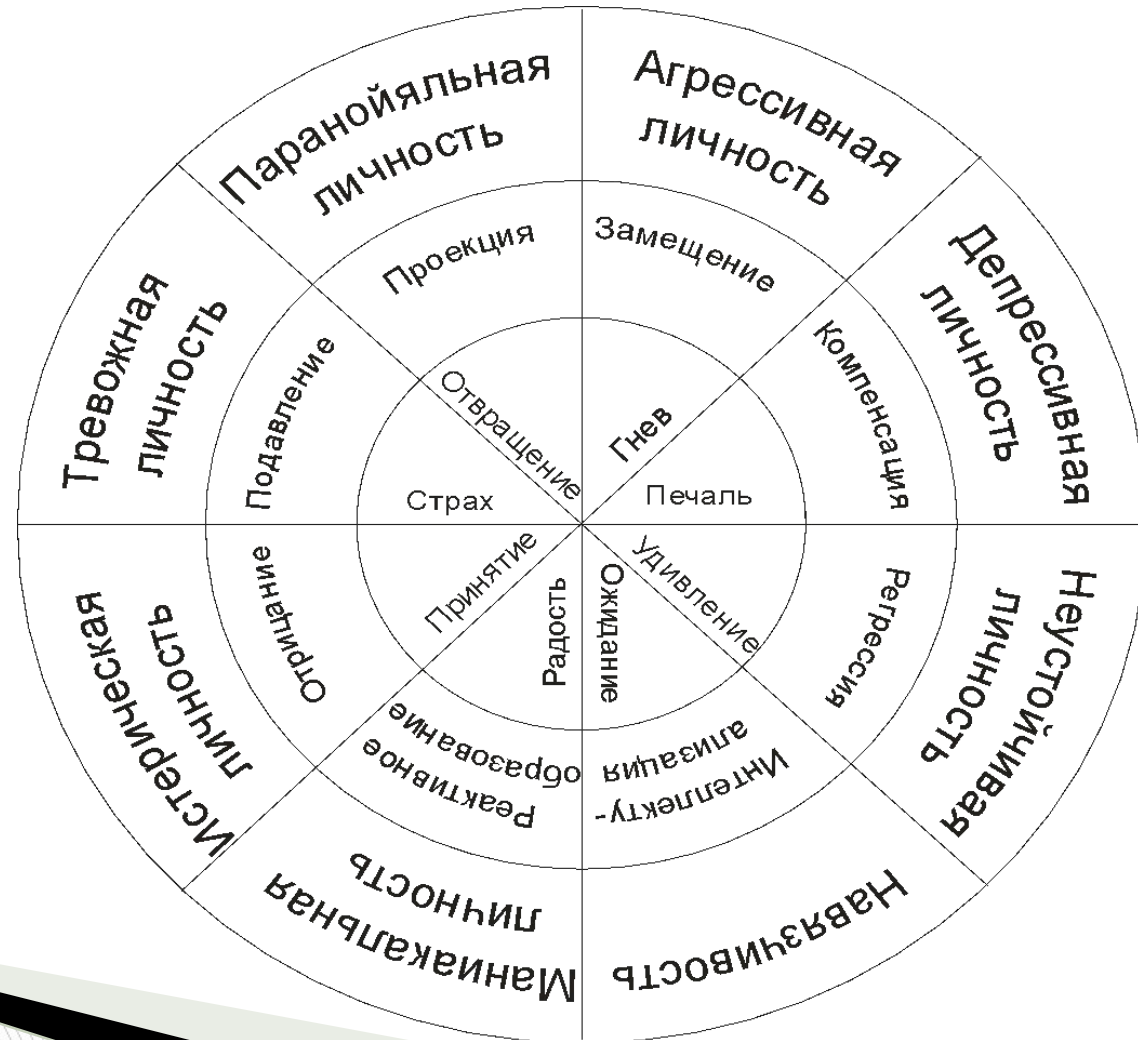 Паранойяльная
личность
Агрессивная
личность
Депрессивная
личность
Неустойчивая
личность
Навязчивость
Маниакальная
личность
Истерическая
личность
Тревожная
личность
Проекция
Замещение
Компенсация
Регрессия
Интеллекту-
ализация
Реактивное
образование
Отрицание
Подавление
Отвращение
Гнев
Печаль
Удивление
Ожидание
Радость
Принятие
Страх